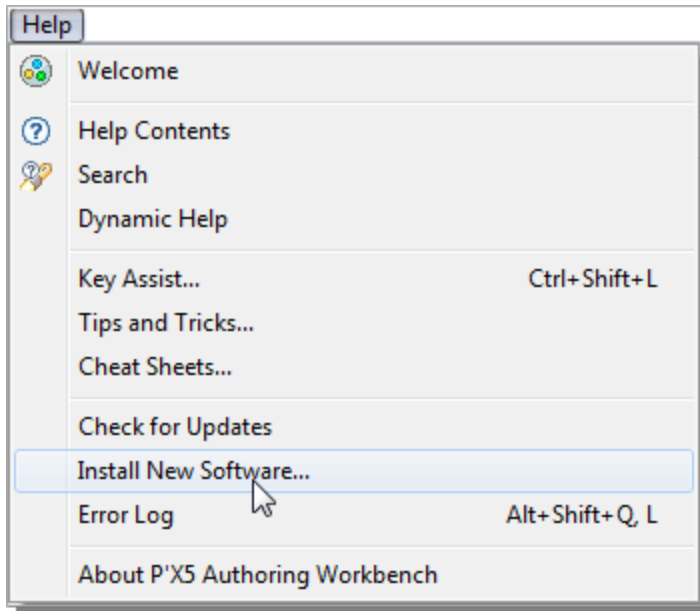 Help
Welcome
Help Contents
Search
Dynamic Help
Key Assist... Ctrl+Shift+L
Tips and Tricks...
Cheat Sheets...
Check for Updates
Install New Software...
Error Log Alt+Shift+Q, L
About P'X5 Authoring Workbench